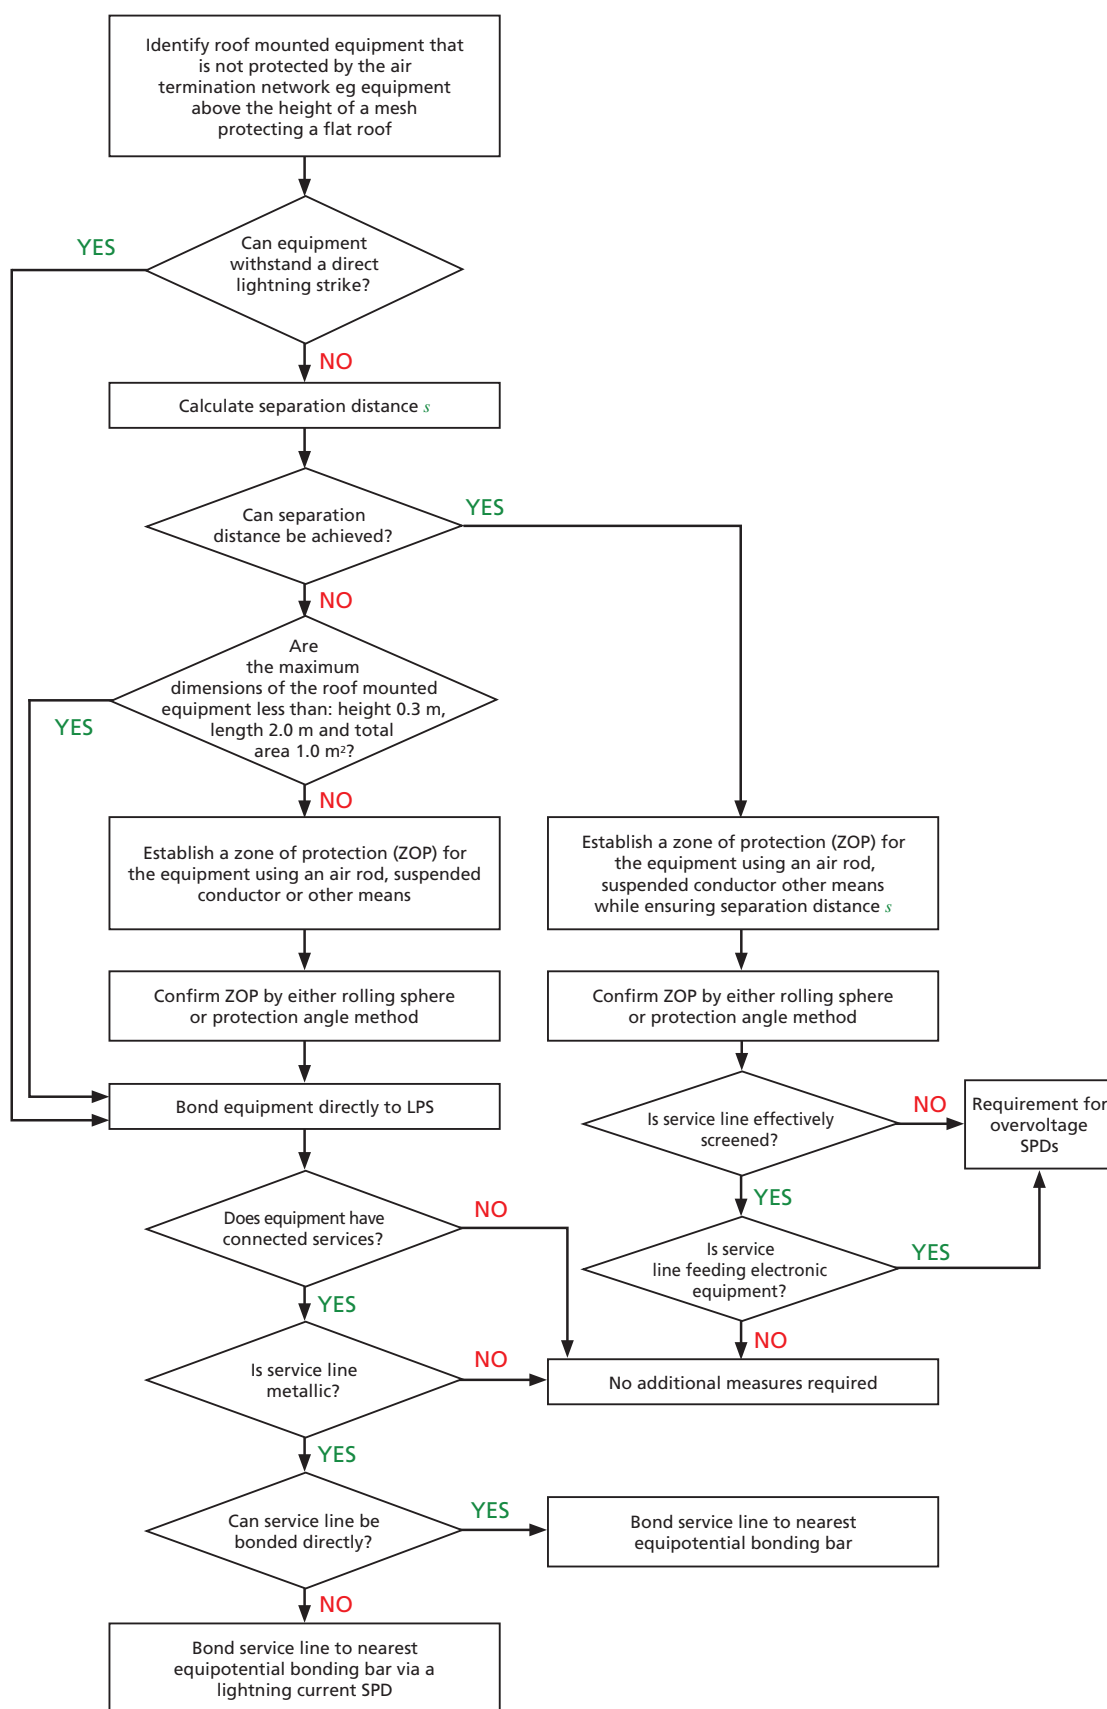 Identify roof mounted equipment that
is not protected by the air
termination network eg equipment
above the height of a mesh
protecting a flat roof
YES
Can equipment
withstand a direct
lightning strike?
NO
Calculate separation distance s
Can separation
distance be achieved?
YES
NO
Are
the maximum
dimensions of the roof mounted
equipment less than: height 0.3 m,
length 2.0 m and total
area 1.0 m²?
YES
NO
Establish a zone of protection (ZOP) for
the equipment using an air rod, suspended
conductor or other means
Establish a zone of protection (ZOP) for
the equipment using an air rod,
suspended conductor other means
while ensuring separation distance s
Confirm ZOP by either rolling sphere
or protection angle method
Confirm ZOP by either rolling sphere
or protection angle method
Bond equipment directly to LPS
Is service line effectively
screened?
NO
Requirement for
overvoltage
SPDs
YES
Does equipment have
connected services?
NO
Is service
line feeding electronic
equipment?
YES
YES
NO
Is service line
metallic?
NO
No additional measures required
YES
Can service line be
bonded directly?
YES
Bond service line to nearest
equipotential bonding bar
NO
Bond service line to nearest
equipotential bonding bar via a
lightning current SPD